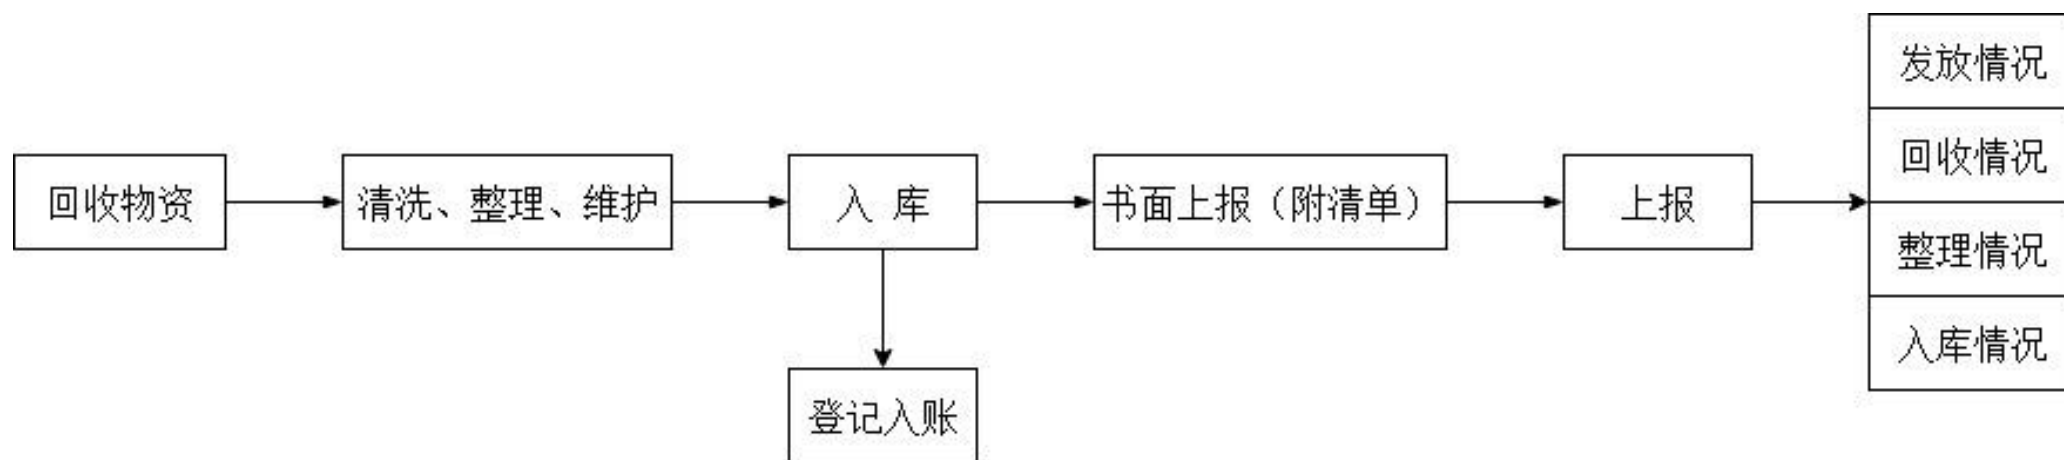 回收物资
清洗、整理、维护
入 库
书面上报（附清单）
上报
发放情况
回收情况
整理情况
入库情况
登记入账